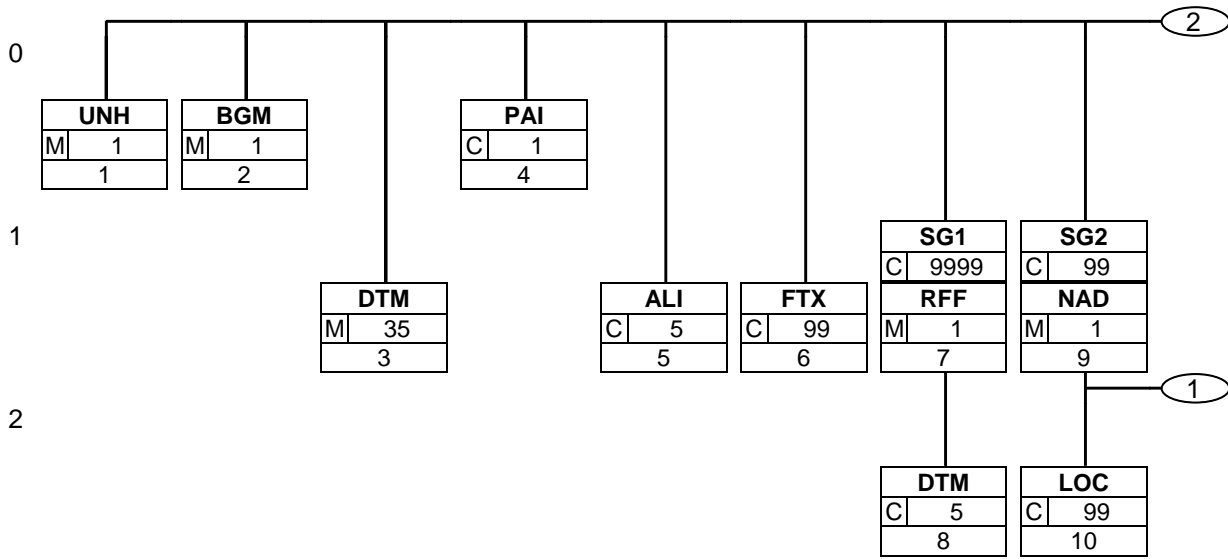 2
0
UNH BGM PAI
M 1 M 1 C 1
1 2 4
1
SG1 SG2
C 9999 C 99
DTM ALI FTX RFF NAD
M 35 C 5 C 99 M 1 M 1
3 5 6 7 9
1
2
DTM LOC
C 5 C 99
8 10